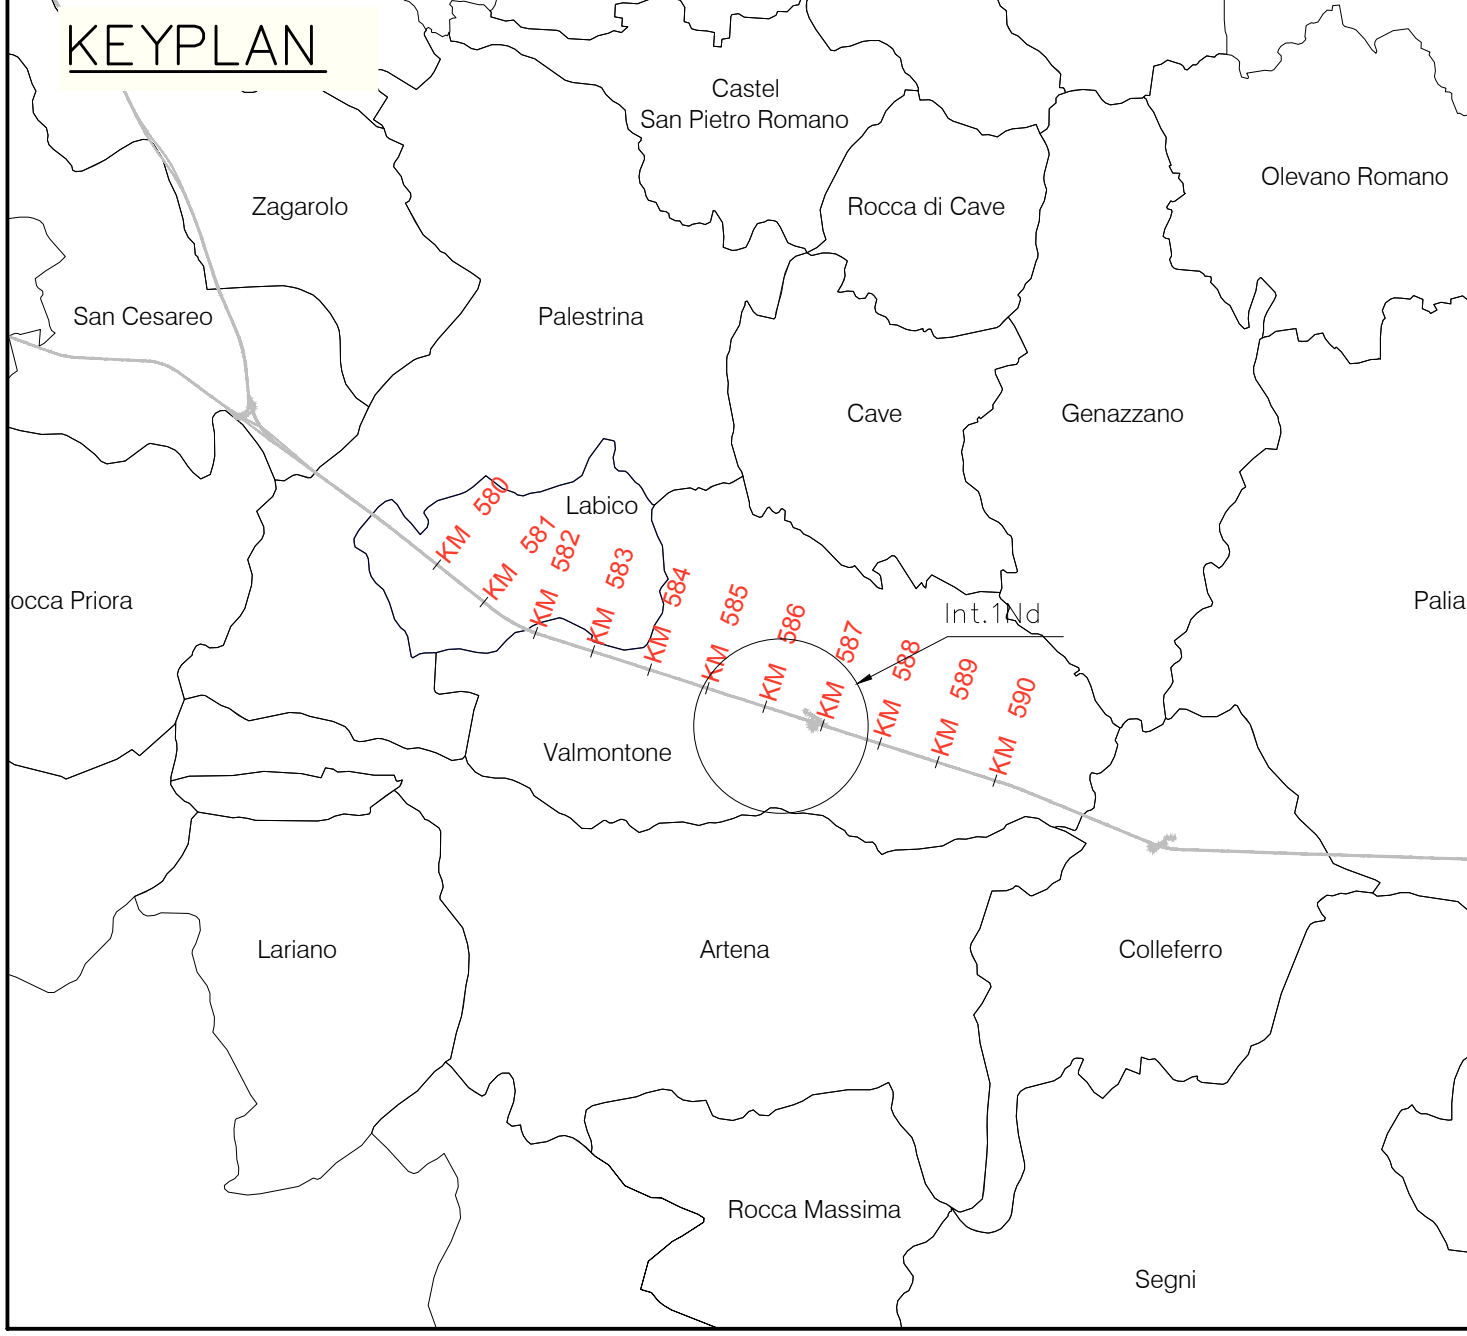 KEYPLAN
Castel
San Pietro Romano
Olevano Romano
Zagarolo
Rocca di Cave
San Cesareo
Palestrina
Cave
Genazzano
Labico
KM 580
KM 581
KM 582
KM 583
KM 584
KM 585
KM 586
KM 587
KM 588
KM 589
KM 590
occa Priora
Palia
Int.1Nd
Valmontone
Lariano
Artena
Colleferro
Rocca Massima
Segni